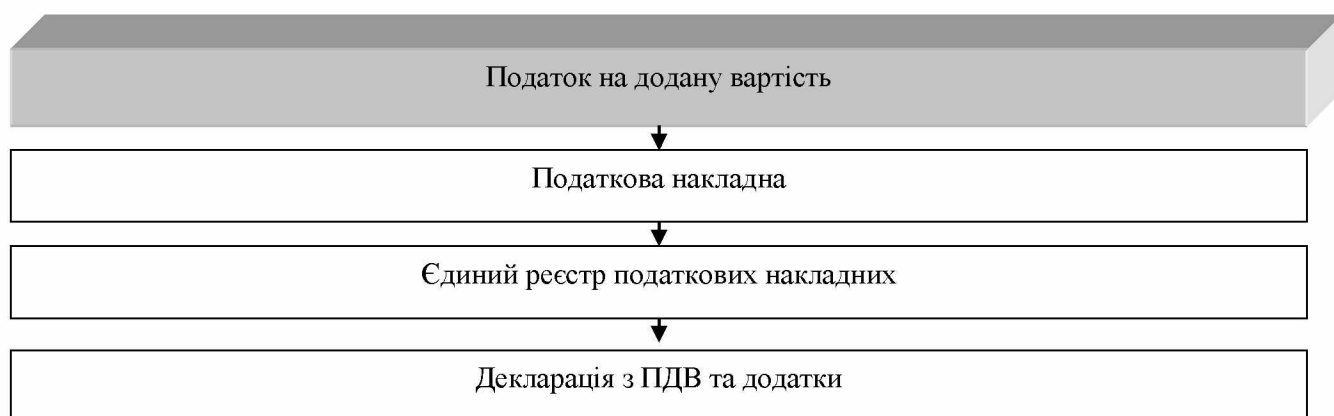 Податок на додану вартість
Податкова накладна
Єдиний реєстр податкових накладних
Декларація з ПДВ та додатки